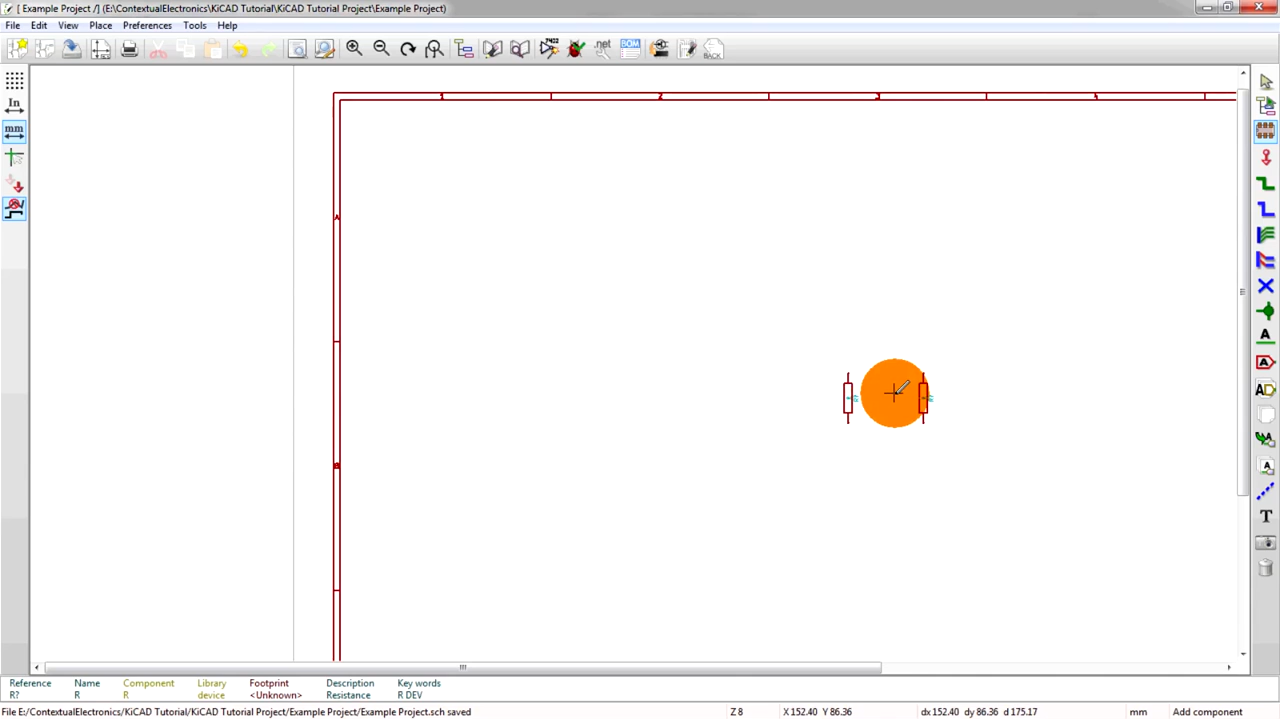 [ Example Project /] (E:\ContextualElectronics\KiCAD Tutorial\KiCAD Tutorial Project\Example Project)
File Edit View Place Preferences Tools Help
.net BOM BACK
In
mm
1 2 3 4
A
B
A
A
A
T
Reference Name Component Library Footprint Description Key words
R? R R device <Unknown> Resistance R DEV
File E:/ContextualElectronics/KiCAD Tutorial/KiCAD Tutorial Project/Example Project/Example Project.sch saved Z 8 X 152.40 Y 86.36 dx 152.40 dy 86.36 d 175.17 mm Add component